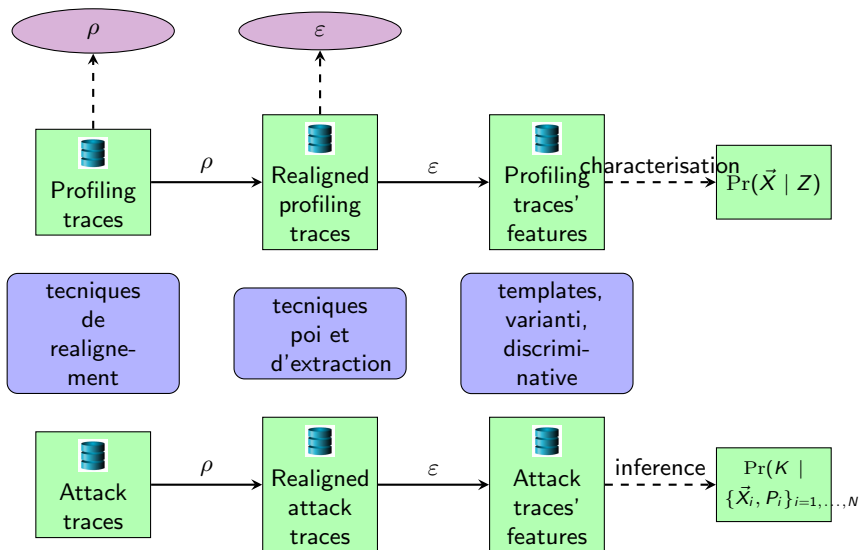 ρ
ε
Profiling
traces
ρ
Realigned
profiling
traces
ε
Profiling
traces'
features
characterisation
Pr(X⃗ | Z)
tecniques
de
realigne-
ment
tecniques
poi et
d'extraction
templates,
varianti,
discrimi-
native
Attack
traces
ρ
Realigned
attack
traces
ε
Attack
traces'
features
inference
Pr(K |
{X⃗ᵢ, Pᵢ}ᵢ₌₁,…,N